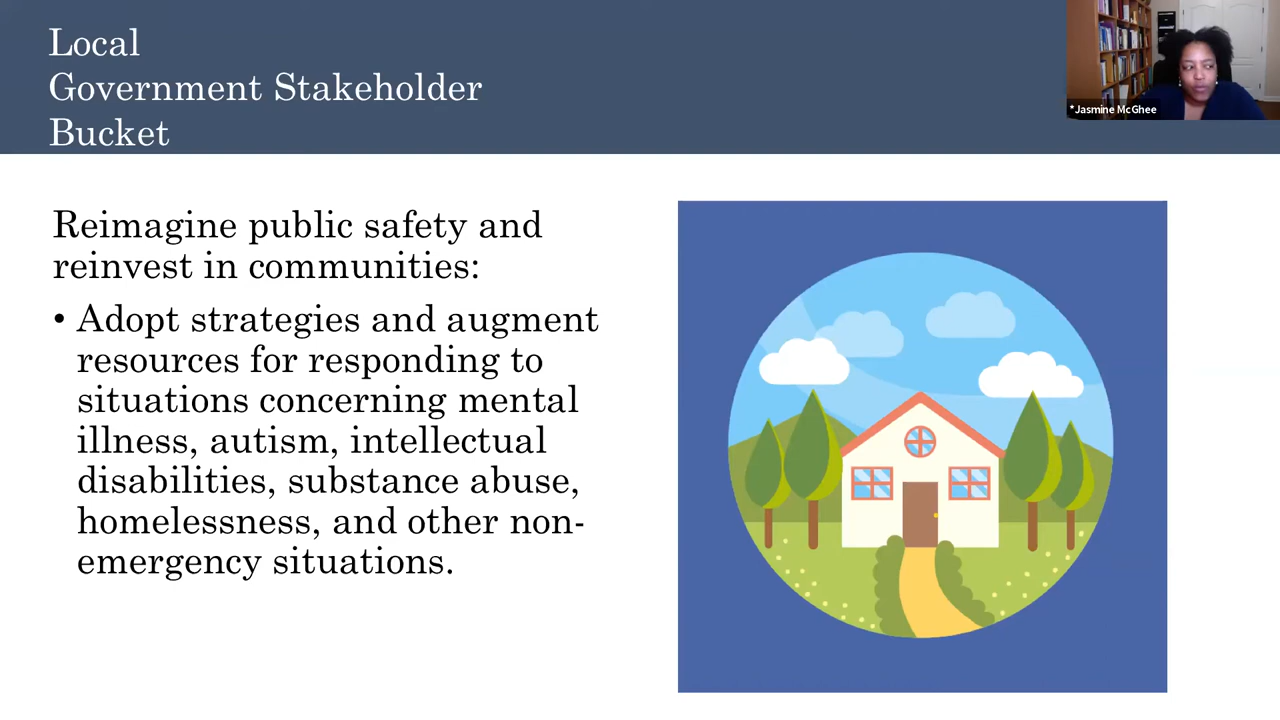 Local
Government Stakeholder
Bucket
*Jasmine McGhee
Reimagine public safety and
reinvest in communities:
• Adopt strategies and augment
resources for responding to
situations concerning mental
illness, autism, intellectual
disabilities, substance abuse,
homelessness, and other non-
emergency situations.